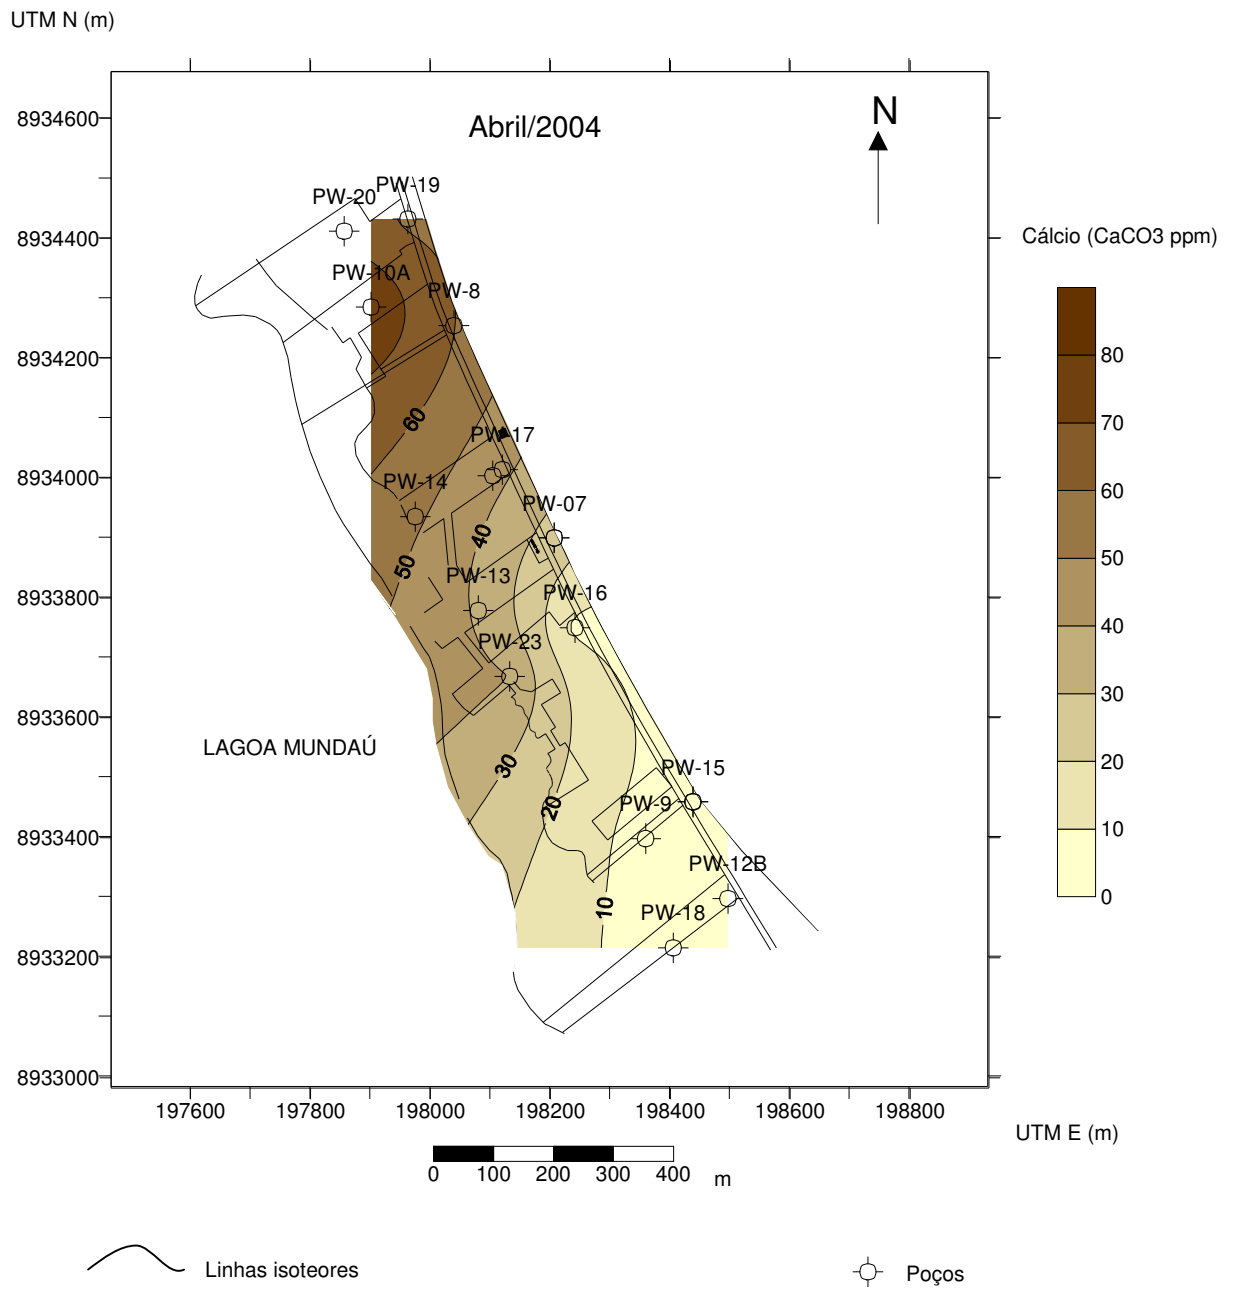 UTM N (m)
Abril/2004
N
8934600
8934400
8934200
8934000
8933800
8933600
8933400
8933200
8933000
PW-19
PW-20
PW-10A
PW-8
60
PW-17
PW-14
PW-07
40
50
PW-13
PW-16
PW-23
LAGOA MUNDAÚ
30
PW-15
20
PW-9
PW-12B
10
PW-18
Cálcio (CaCO3 ppm)
80
70
60
50
40
30
20
10
0
197600 197800 198000 198200 198400 198600 198800
UTM E (m)
0 100 200 300 400 m
Linhas isoteores
Poços